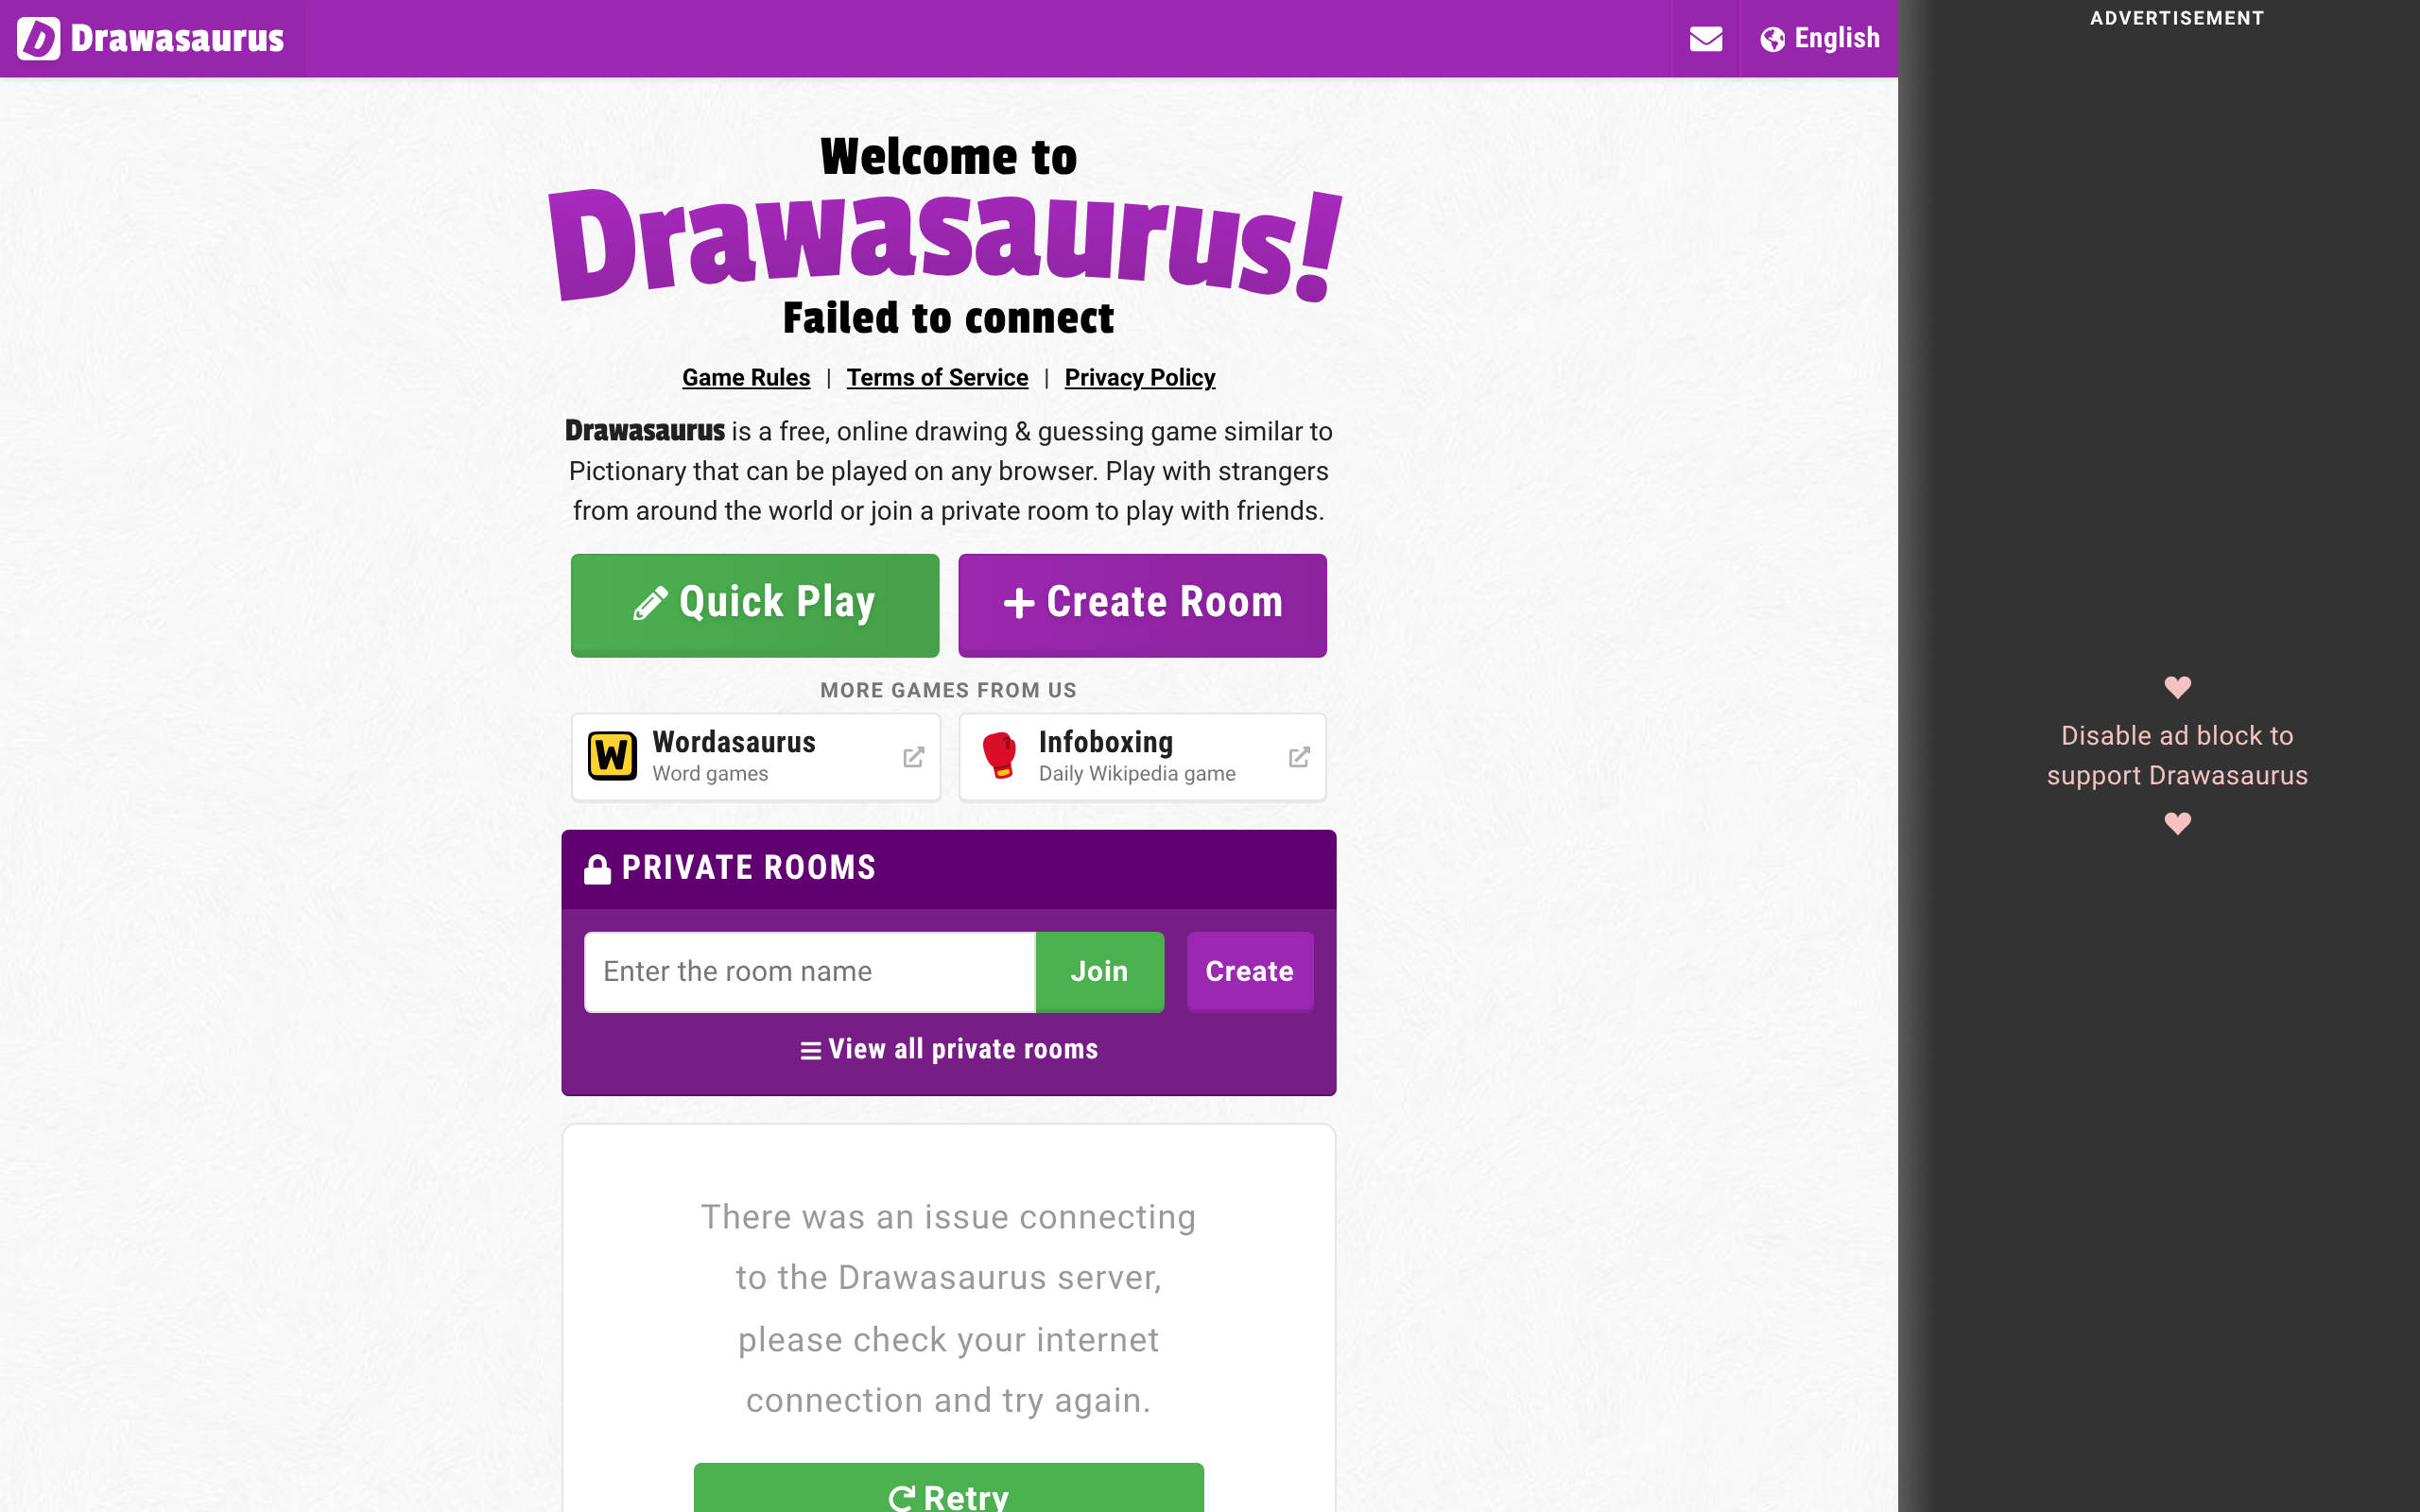 Drawasaurus
English
ADVERTISEMENT
Welcome to
Drawasaurus!
Failed to connect
Game Rules | Terms of Service | Privacy Policy
Drawasaurus is a free, online drawing & guessing game similar to
Pictionary that can be played on any browser. Play with strangers
from around the world or join a private room to play with friends.
Quick Play
Create Room
MORE GAMES FROM US
W
Wordasaurus
Word games
Infoboxing
Daily Wikipedia game
Disable ad block to
support Drawasaurus
PRIVATE ROOMS
Enter the room name
Join
Create
View all private rooms
There was an issue connecting
to the Drawasaurus server,
please check your internet
connection and try again.
Retry